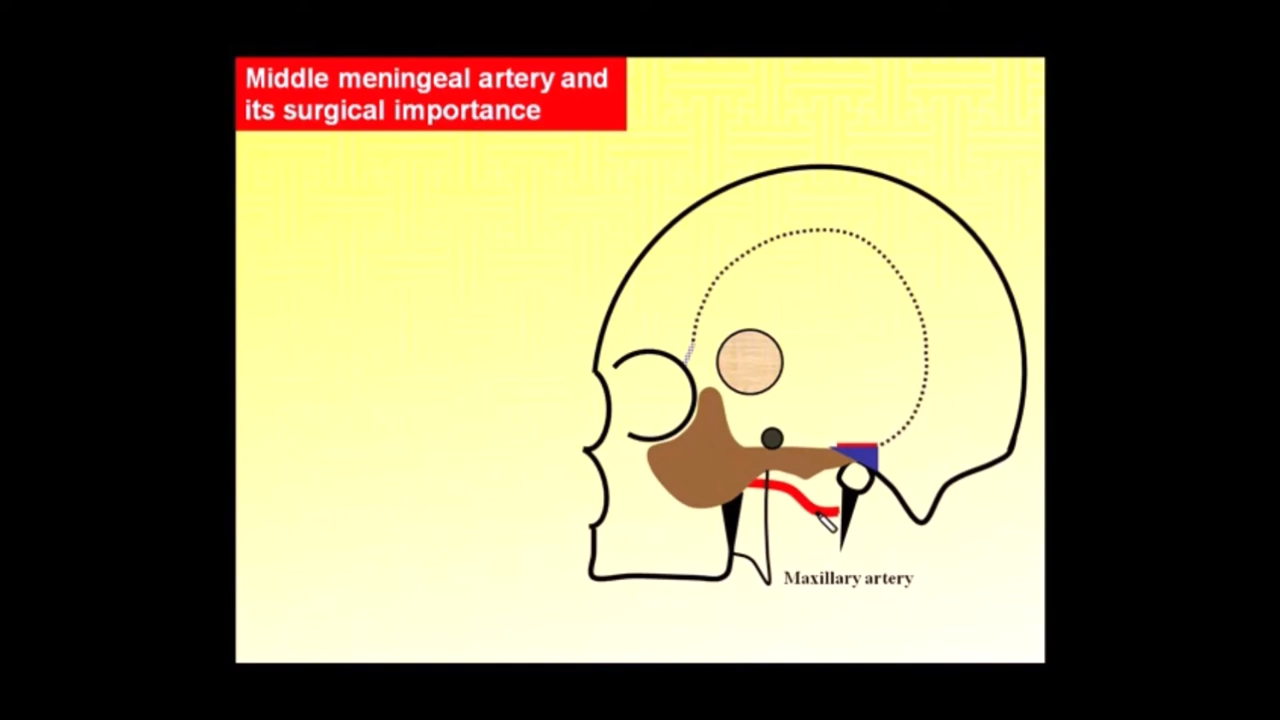 Middle meningeal artery and
its surgical importance
Maxillary artery